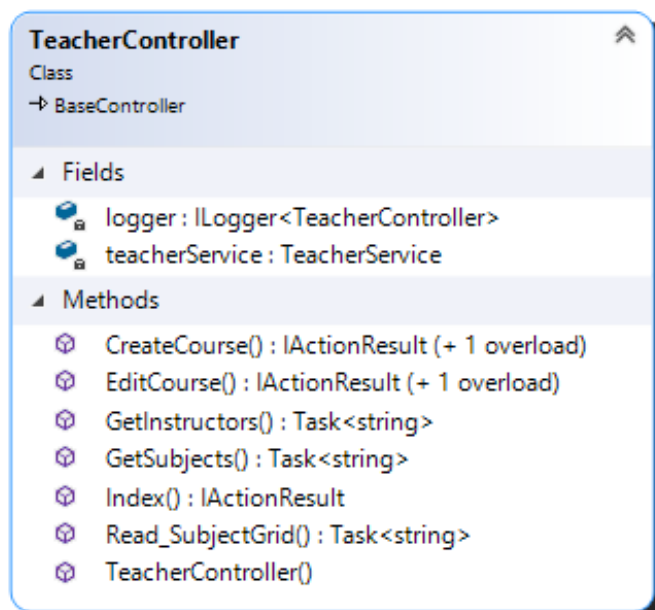 TeacherController
Class
BaseController
Fields
logger : ILogger<TeacherController>
teacherService : TeacherService
Methods
CreateCourse() : IActionResult (+ 1 overload)
EditCourse() : IActionResult (+ 1 overload)
GetInstructors() : Task<string>
GetSubjects() : Task<string>
Index() : IActionResult
Read_SubjectGrid() : Task<string>
TeacherController()